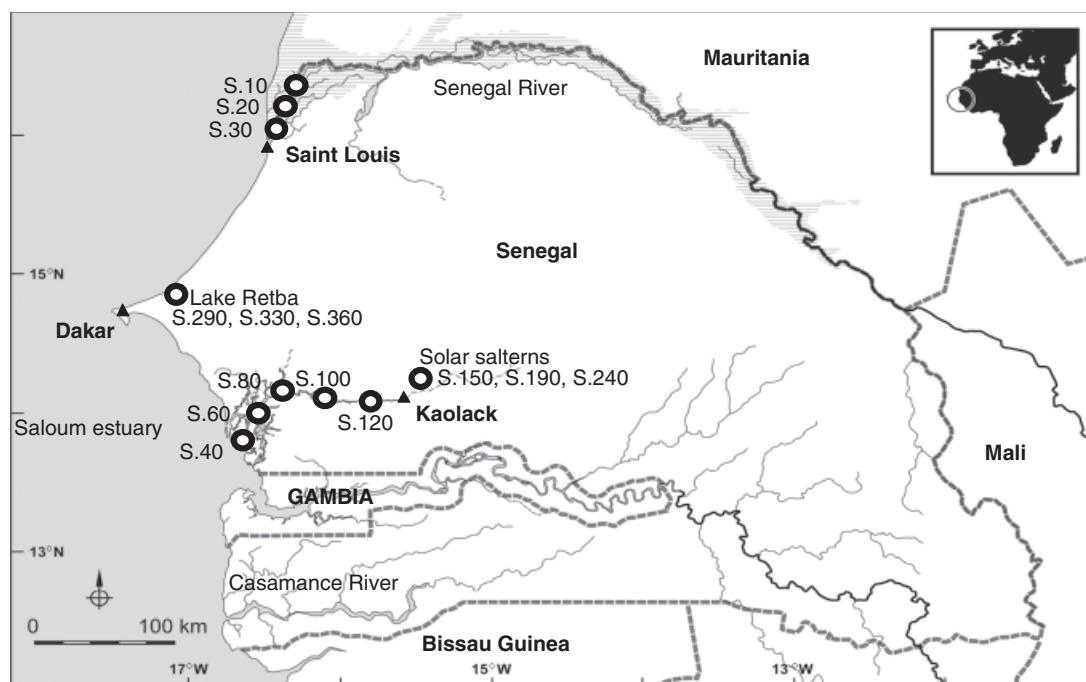 Mauritania
S.10
Senegal River
S.20
S.30
Saint Louis
Senegal
15°N
Lake Retba
S.290, S.330, S.360
Dakar
Solar salterns
S.80
S.100
S.150, S.190, S.240
S.60
S.120
Kaolack
Saloum estuary
S.40
Mali
GAMBIA
13°N
Casamance River
0 100 km
Bissau Guinea
17°W
15°W
13°W